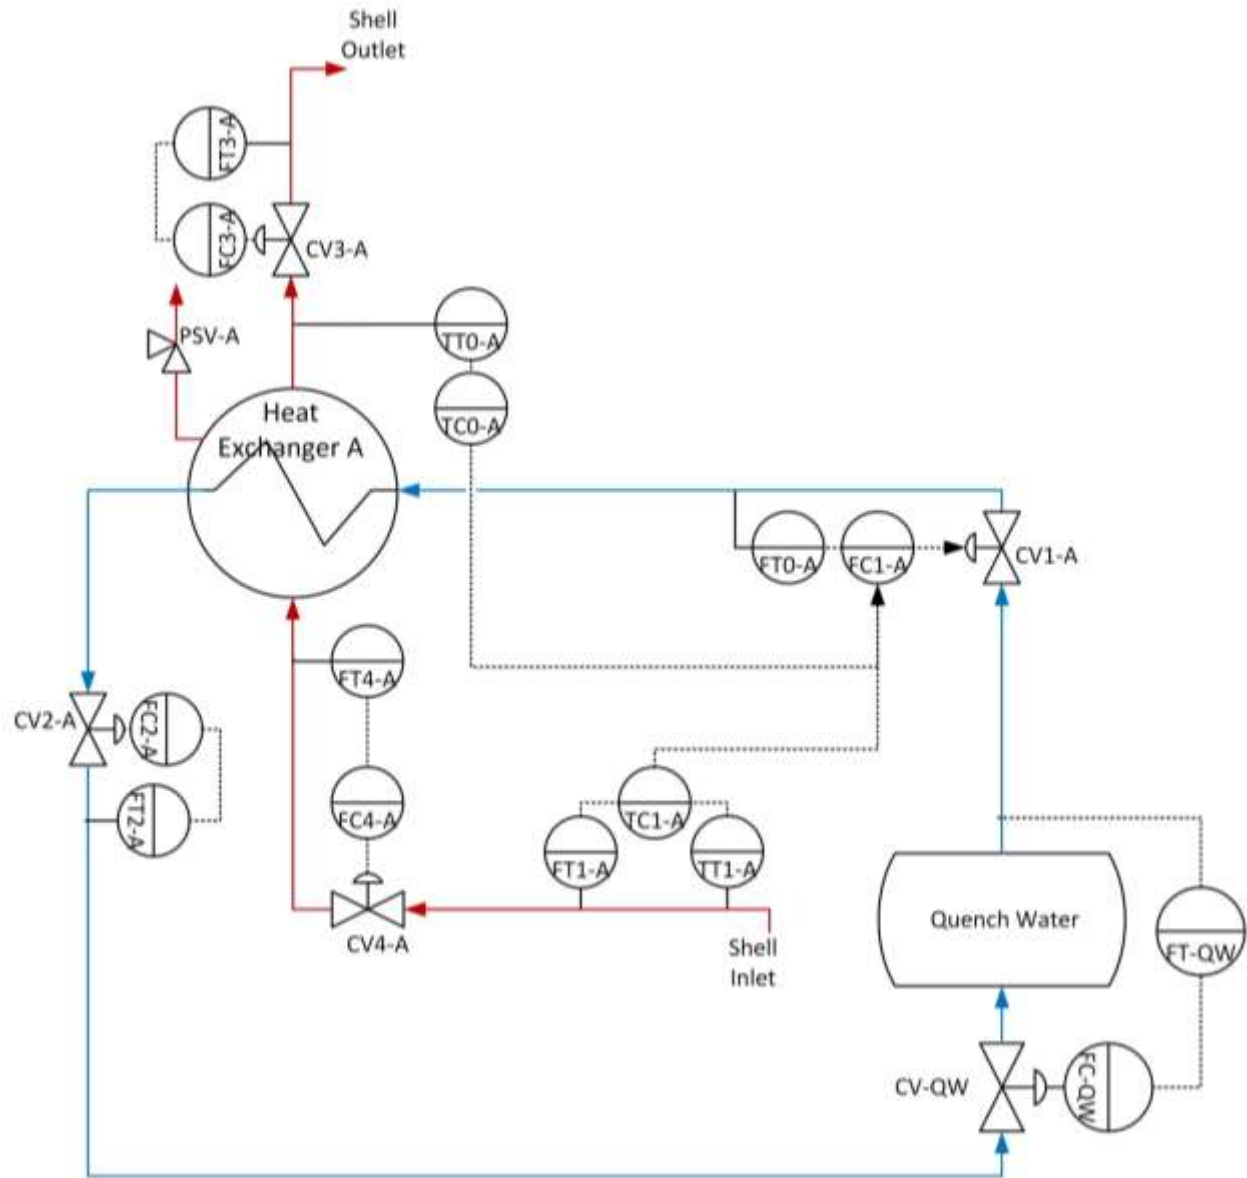 Shell
Outlet
FT3-A
FC3-A
CV3-A
PSV-A
TT0-A
Heat
Exchanger A
TC0-A
FT0-A
FC1-A
CV1-A
FT4-A
CV2-A
FC2-A
FT2-A
FC4-A
TC1-A
FT1-A
TT1-A
CV4-A
Shell
Inlet
Quench Water
FT-QW
CV-QW
FC-QW